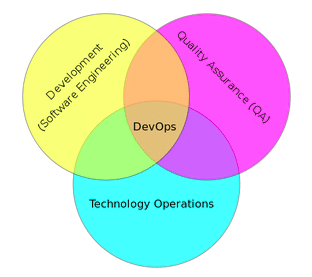 Development
(Software Engineering)
Quality Assurance (QA)
DevOps
Technology Operations